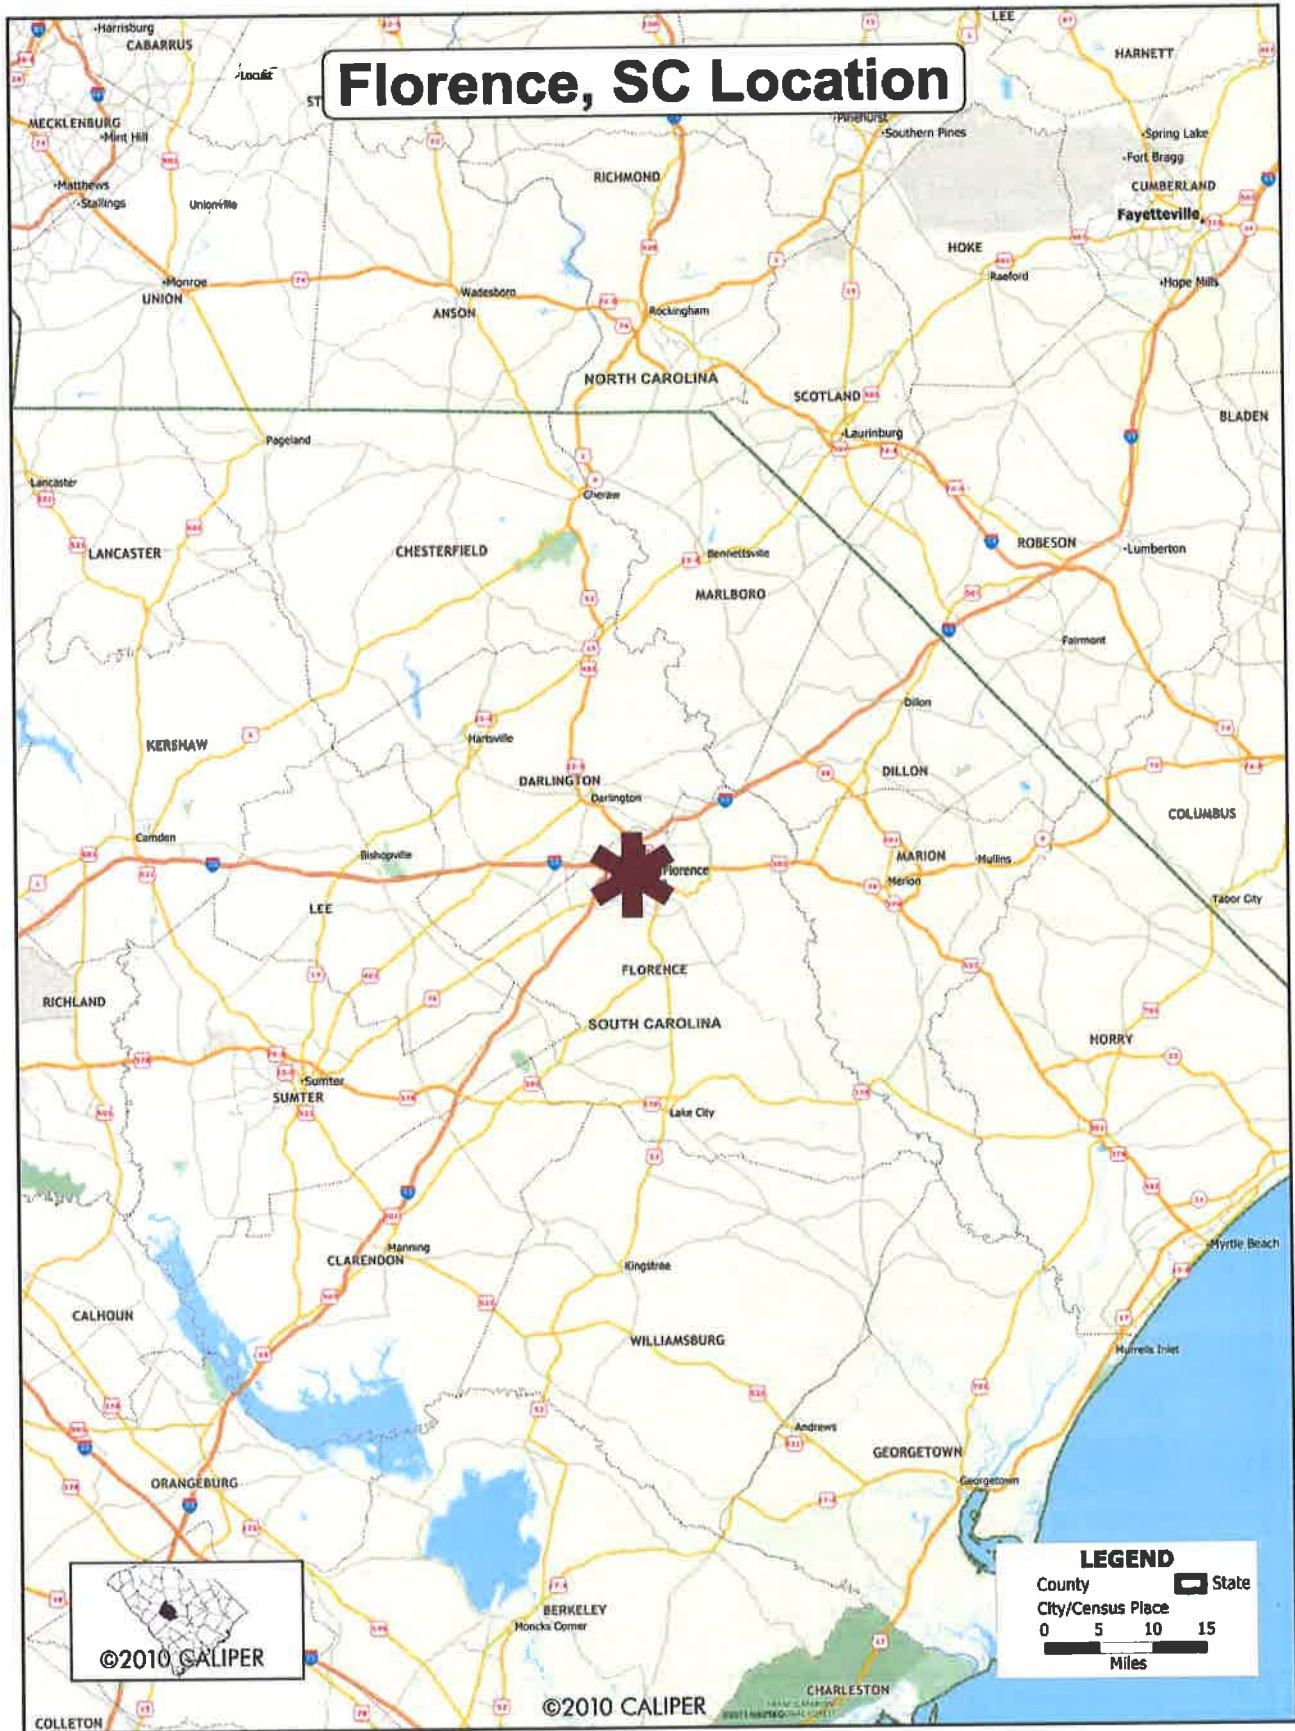 Harrisburg
CABARRUS
Locust
ST
Florence, SC Location
LEE
HARNETT
MECKLENBURG
Mint Hill
Pinehurst
Southern Pines
Spring Lake
Fort Bragg
Matthews
Stallings
Unionville
RICHMOND
CUMBERLAND
Fayetteville
HOKE
Raeford
Hope Mills
Monroe
UNION
74
Wadesboro
ANSON
Rockingham
74
NORTH CAROLINA
SCOTLAND
BLADEN
Laurinburg
Pageland
Lancaster
Cheraw
LANCASTER
CHESTERFIELD
Bennettsville
MARLBORO
ROBESON
Lumberton
Fairmont
Dillon
KERSHAW
Hartsville
DARLINGTON
Darlington
DILLON
COLUMBUS
Camden
Bishopville
Florence
MARION
Mullins
Marion
LEE
Tabor City
FLORENCE
RICHLAND
SOUTH CAROLINA
HORRY
Sumter
SUMTER
Lake City
Manning
CLARENDON
Kingstree
Myrtle Beach
CALHOUN
WILLIAMSBURG
Murrells Inlet
Andrews
GEORGETOWN
Georgetown
ORANGEBURG
LEGEND
County State
City/Census Place
0 5 10 15
Miles
BERKELEY
Moncks Corner
©2010 CALIPER
©2010 CALIPER
CHARLESTON
COLLETON